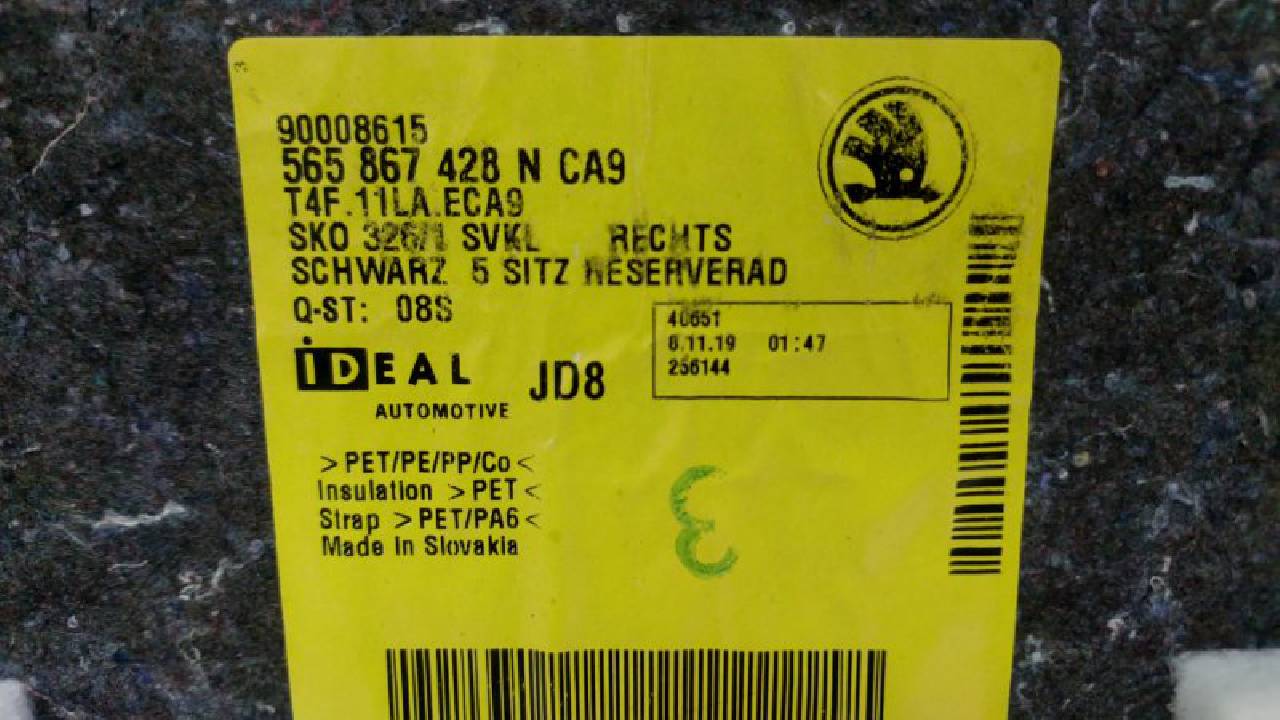 3
90008615
565 867 428 N CA9
T4F.11LA.ECA9
SKO 326/1 SVKL RECHTS
SCHWARZ 5 SITZ RESERVERAD
Q-ST: 08S
40651
6.11.19 01:47
256144
iDEAL
AUTOMOTIVE
JD8
>PET/PE/PP/Co<
Insulation >PET<
Strap >PET/PA6<
Made in Slovakia